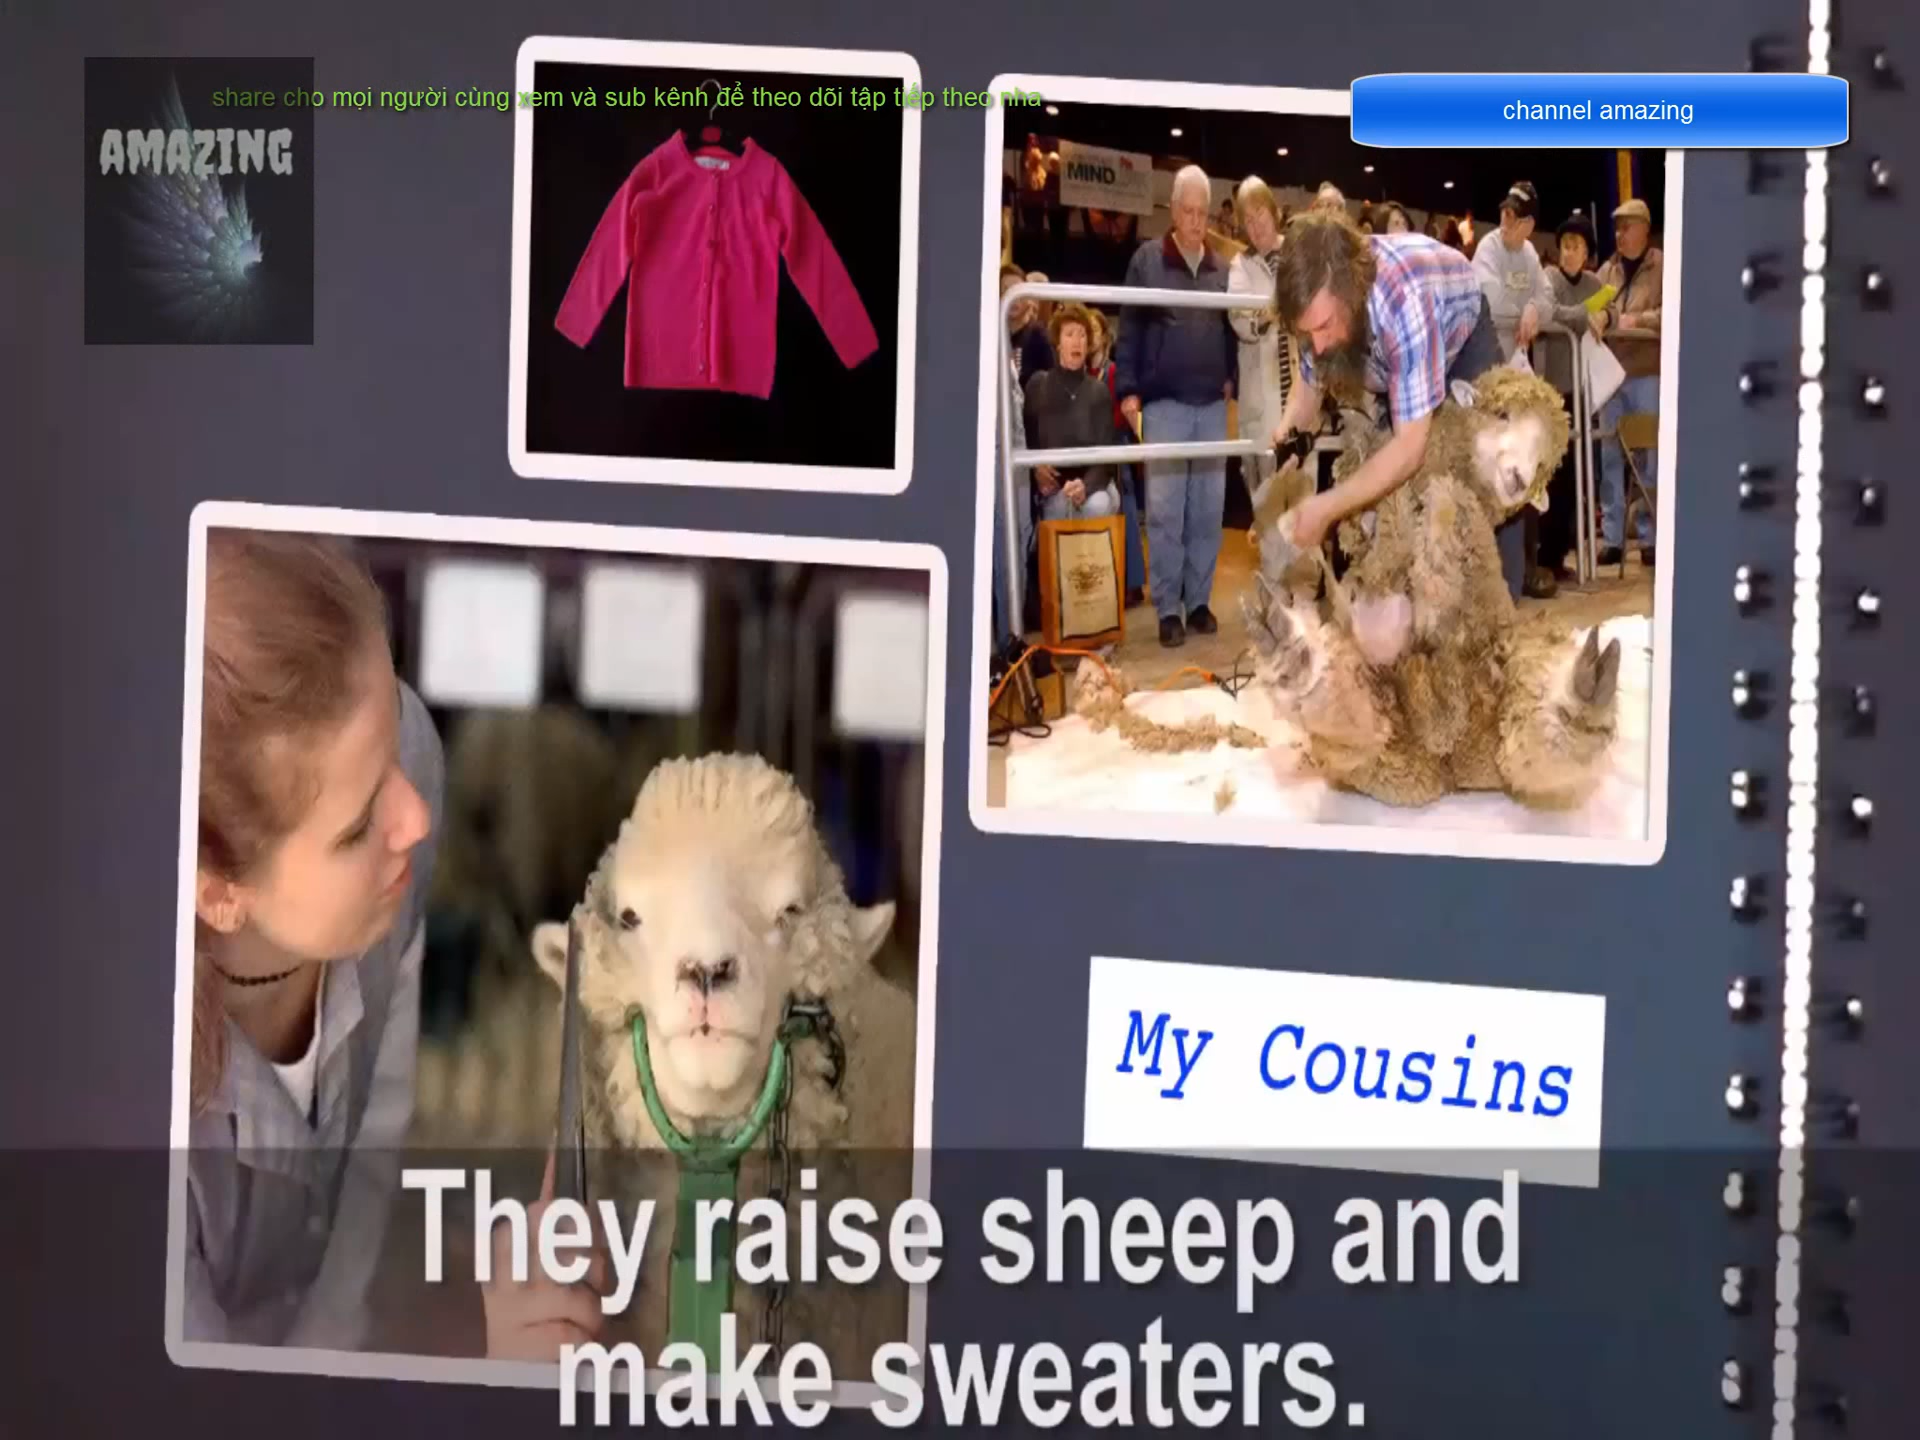 share cho mọi người cùng xem và sub kênh để theo dõi tập tiếp theo nha
channel amazing
AMAZING
MIND
My Cousins
They raise sheep and
make sweaters.